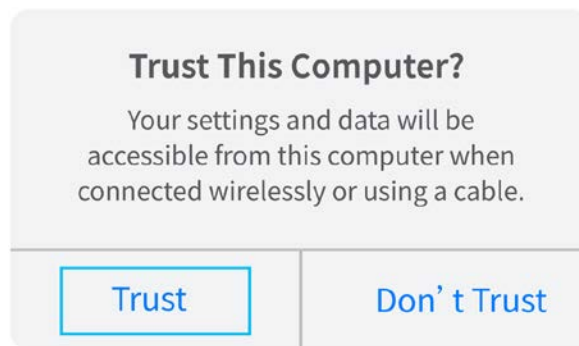 Trust This Computer?
Your settings and data will be
accessible from this computer when
connected wirelessly or using a cable.
Trust
Don’t Trust